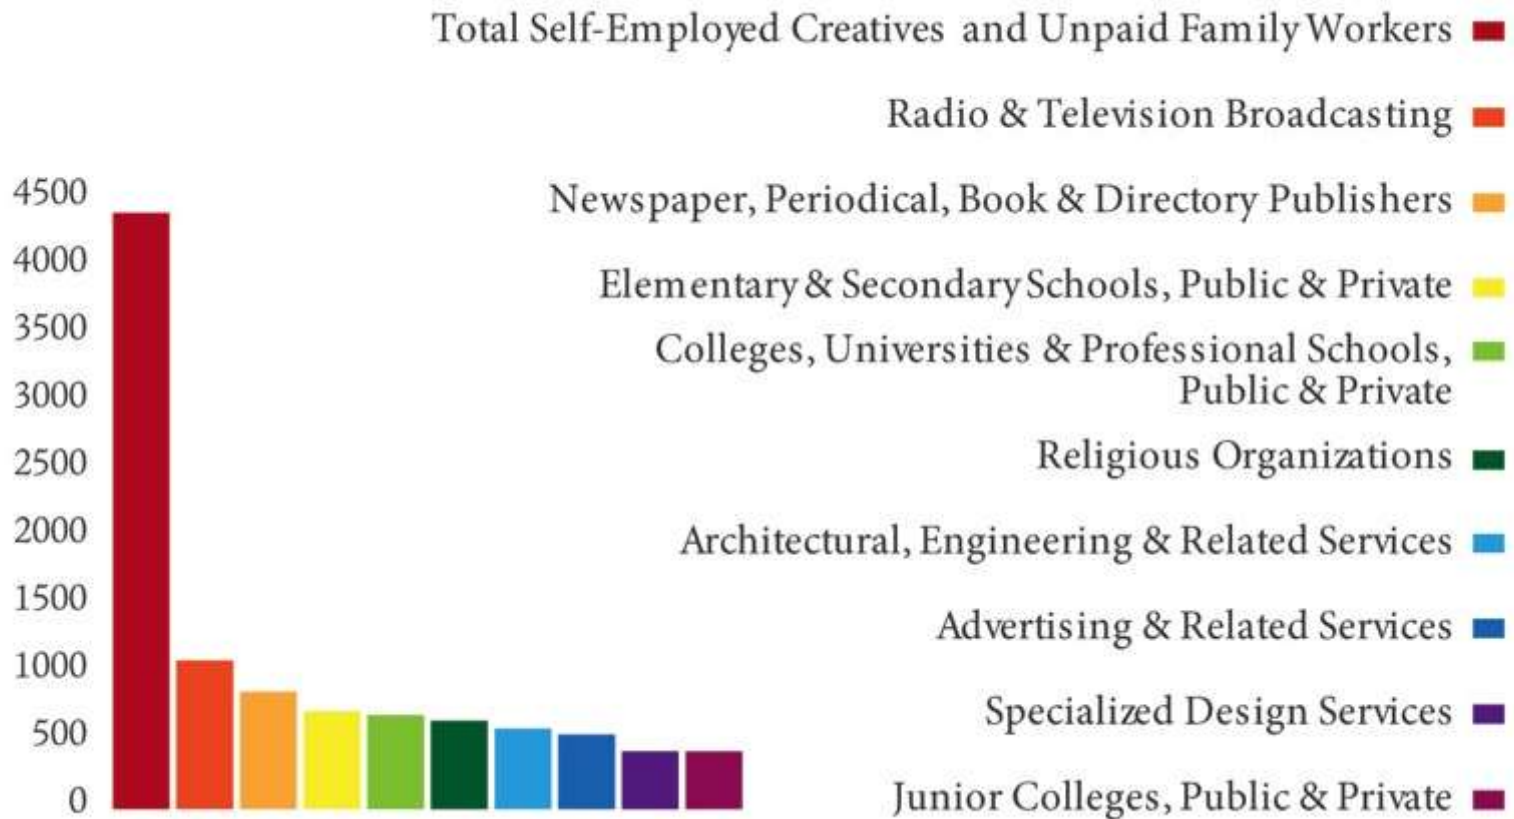 Total Self-Employed Creatives and Unpaid Family Workers
Radio & Television Broadcasting
Newspaper, Periodical, Book & Directory Publishers
Elementary & Secondary Schools, Public & Private
Colleges, Universities & Professional Schools,
Public & Private
Religious Organizations
Architectural, Engineering & Related Services
Advertising & Related Services
Specialized Design Services
Junior Colleges, Public & Private
4500
4000
3500
3000
2500
2000
1500
1000
500
0